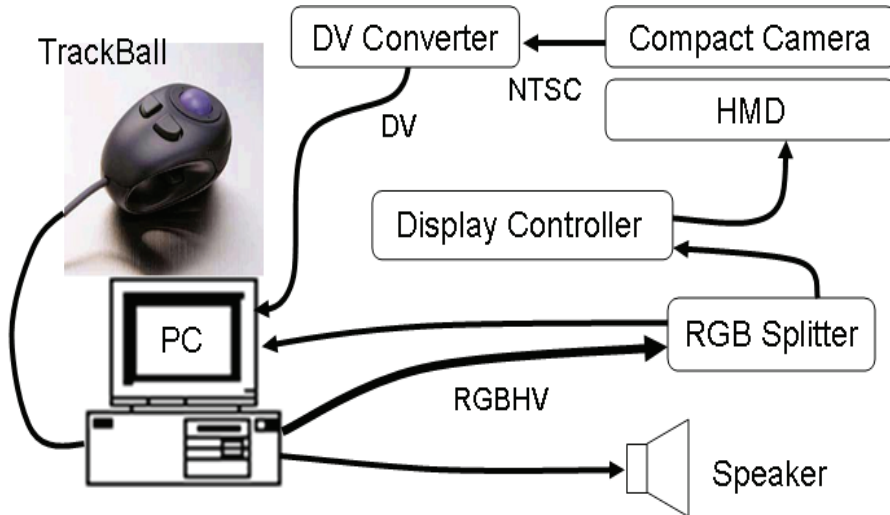 TrackBall
DV Converter
Compact Camera
NTSC
HMD
DV
Display Controller
PC
RGB Splitter
RGBHV
Speaker